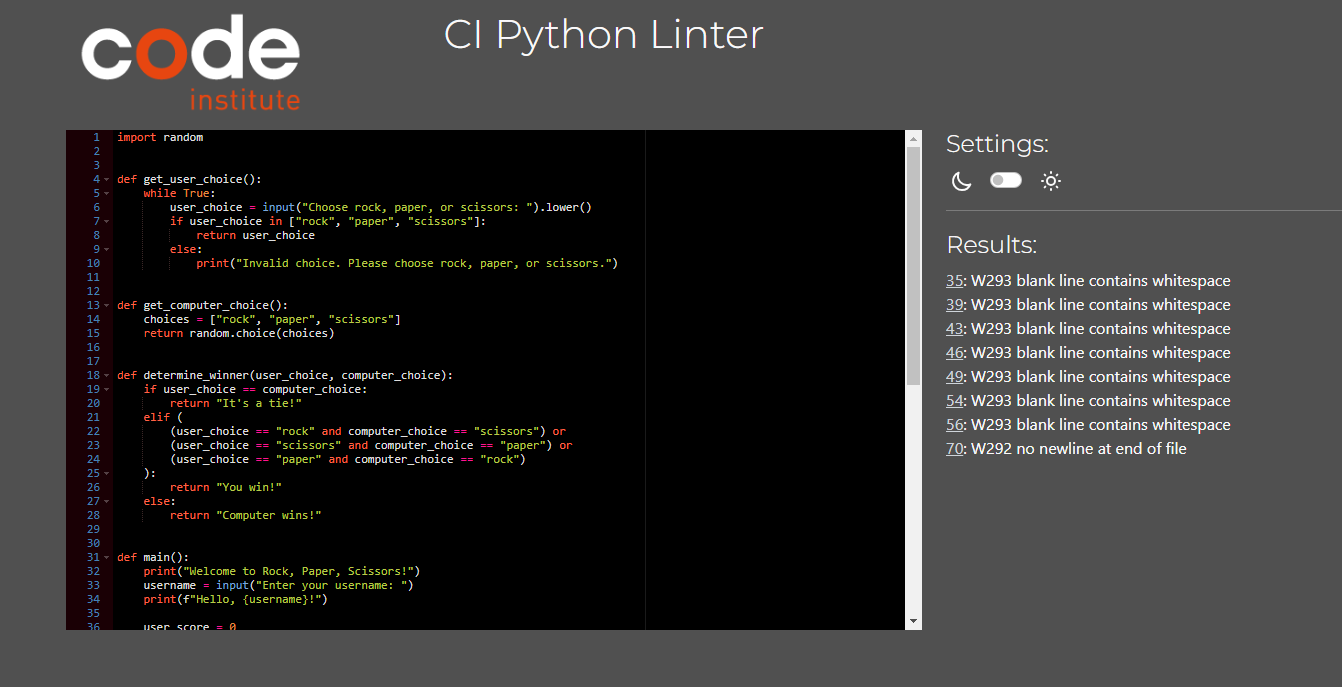 code
institute
CI Python Linter
1 import random
2
3
4 def get_user_choice():
5     while True:
6         user_choice = input("Choose rock, paper, or scissors: ").lower()
7         if user_choice in ["rock", "paper", "scissors"]:
8             return user_choice
9         else:
10             print("Invalid choice. Please choose rock, paper, or scissors.")
11
12
13 def get_computer_choice():
14     choices = ["rock", "paper", "scissors"]
15     return random.choice(choices)
16
17
18 def determine_winner(user_choice, computer_choice):
19     if user_choice == computer_choice:
20         return "It's a tie!"
21     elif (
22         (user_choice == "rock" and computer_choice == "scissors") or
23         (user_choice == "scissors" and computer_choice == "paper") or
24         (user_choice == "paper" and computer_choice == "rock")
25     ):
26         return "You win!"
27     else:
28         return "Computer wins!"
29
30
31 def main():
32     print("Welcome to Rock, Paper, Scissors!")
33     username = input("Enter your username: ")
34     print(f"Hello, {username}!")
35
36     user_score = 0
Settings:
Results:
35: W293 blank line contains whitespace
39: W293 blank line contains whitespace
43: W293 blank line contains whitespace
46: W293 blank line contains whitespace
49: W293 blank line contains whitespace
54: W293 blank line contains whitespace
56: W293 blank line contains whitespace
70: W292 no newline at end of file